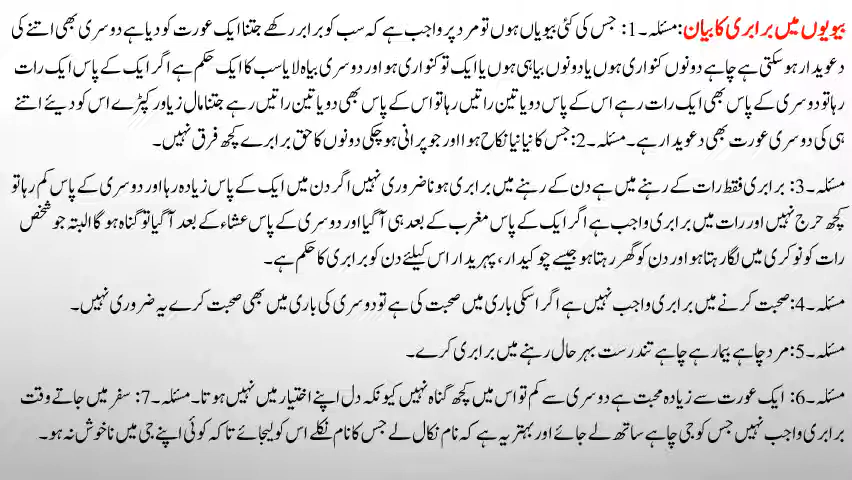 بیویوں میں برابری کا بیان:مسئلہ۔1: جس کی کئی بیویاں ہوں تو مرد پر واجب ہے کہ سب کو برابر رکھے جتنا ایک عورت کو دیا ہے دوسری بھی اتنے کی
دعویدار ہوسکتی ہے چاہے دونوں کنواری ہوں یا دونوں بیاہی ہوں یا ایک تو کنواری ہو اور دوسری بیاہ لایا سب کا ایک حکم ہے اگر ایک کے پاس ایک رات
رہا تو دوسری کے پاس بھی ایک رات رہے اس کے پاس دو یا تین راتیں رہا تو اس کے پاس بھی دو یا تین راتیں رہے جتنا مال زیور کپڑے اس کو دیئے اتنے
ہی کی دوسری عورت بھی دعویدار ہے۔مسئلہ۔2: جس کا نیا نیا نکاح ہوا اور جو پرانی ہوچکی دونوں کا حق برابر ہے کچھ فرق نہیں۔
مسئلہ۔3: برابری فقط رات کے رہنے میں ہے دن کے رہنے میں برابری ہونا ضروری نہیں اگر دن میں ایک کے پاس زیادہ رہا اور دوسری کے پاس کم رہا تو
کچھ حرج نہیں اور رات میں برابری واجب ہے اگر ایک کے پاس مغرب کے بعد ہی آگیا اور دوسری کے پاس عشاء کے بعد آگیا تو گناہ ہوگا البتہ جو شخص
رات کو نوکری میں لگا رہتا ہو اور دن کو گھر رہتا ہو جیسے چوکیدار، پہریدار اس کیلئے دن کو برابری کا حکم ہے۔
مسئلہ۔4: صحبت کرنے میں برابری واجب نہیں ہے اگر اسکی باری میں صحبت کی ہے تو دوسری کی باری میں بھی صحبت کرے یہ ضروری نہیں۔
مسئلہ۔5: مرد چاہے بیمار ہے چاہے تندرست بہرحال رہنے میں برابری کرے۔
مسئلہ۔6: ایک عورت سے زیادہ محبت ہے دوسری سے کم تو اس میں کچھ گناہ نہیں کیونکہ دل اپنے اختیار میں نہیں ہوتا۔مسئلہ۔7: سفر میں جاتے وقت
برابری واجب نہیں جس کو جی چاہے ساتھ لے جائے اور بہتر یہ ہے کہ نام نکال لے جس کا نام نکلے اس کو لیجائے تاکہ کوئی اپنے جی میں ناخوش نہ ہو۔